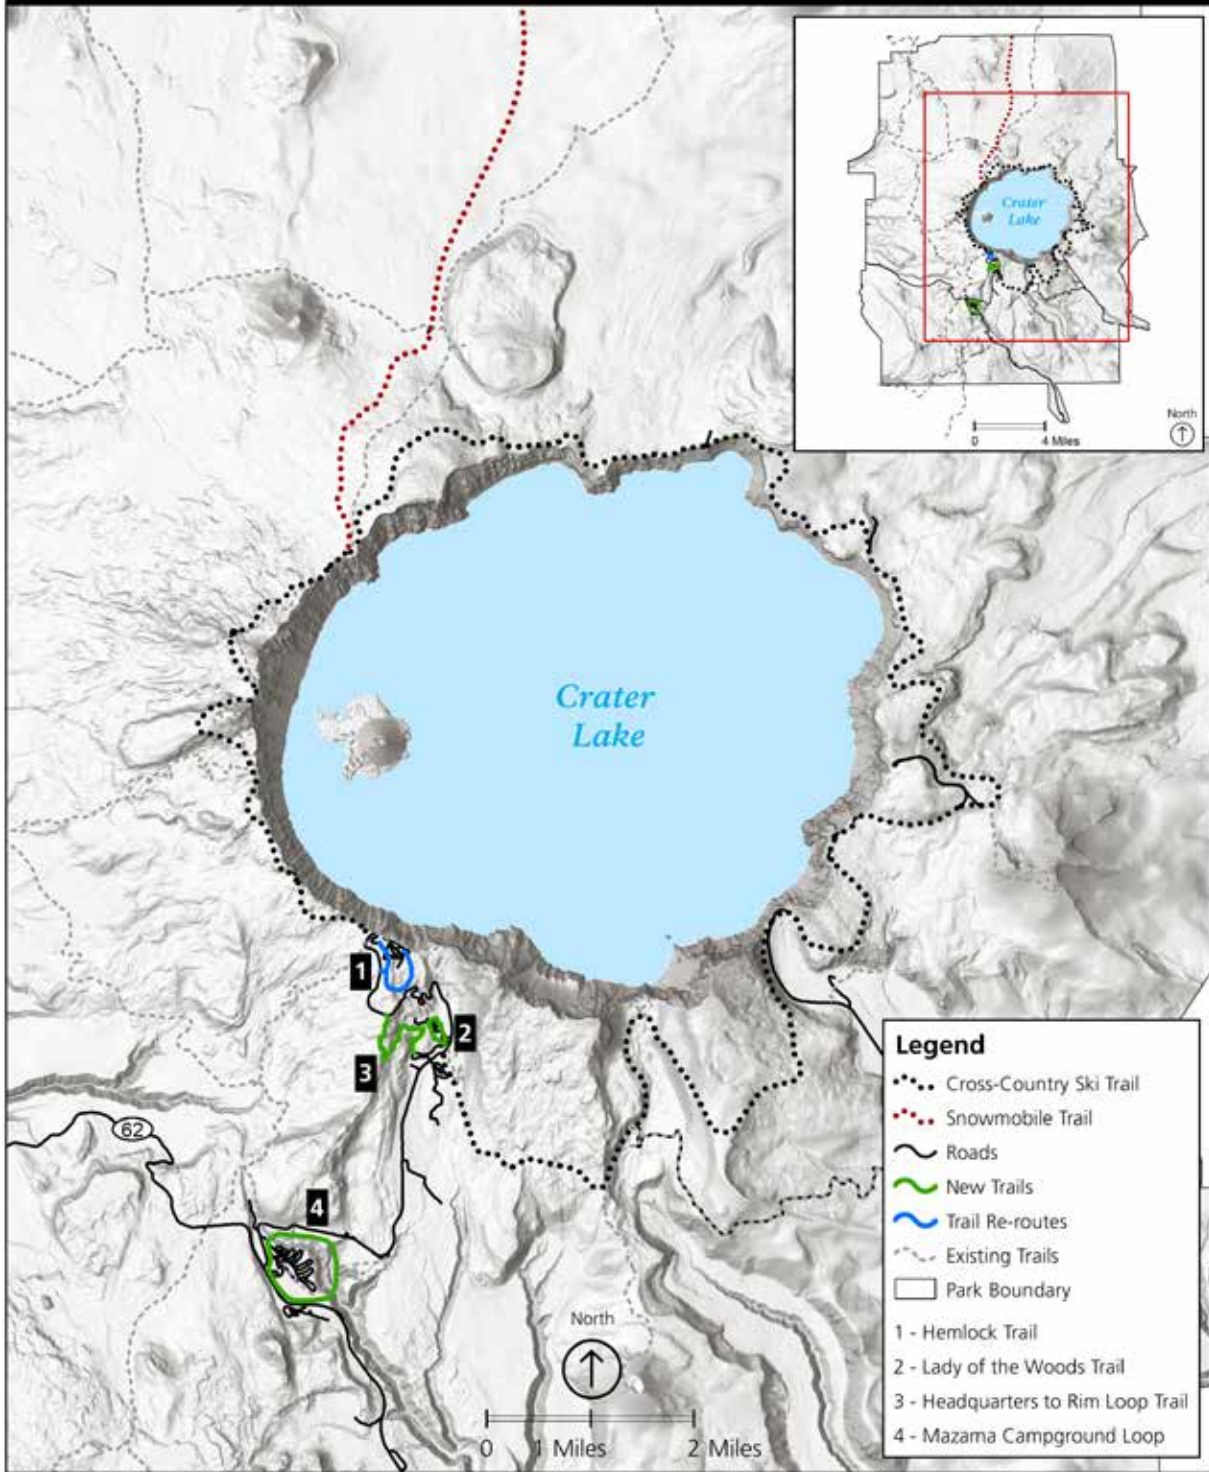 Crater
Lake
North
0 4 Miles
Crater
Lake
1
2
3
62
4
North
0 1 Miles 2 Miles
Legend
Cross-Country Ski Trail
Snowmobile Trail
Roads
New Trails
Trail Re-routes
Existing Trails
Park Boundary
1 - Hemlock Trail
2 - Lady of the Woods Trail
3 - Headquarters to Rim Loop Trail
4 - Mazama Campground Loop